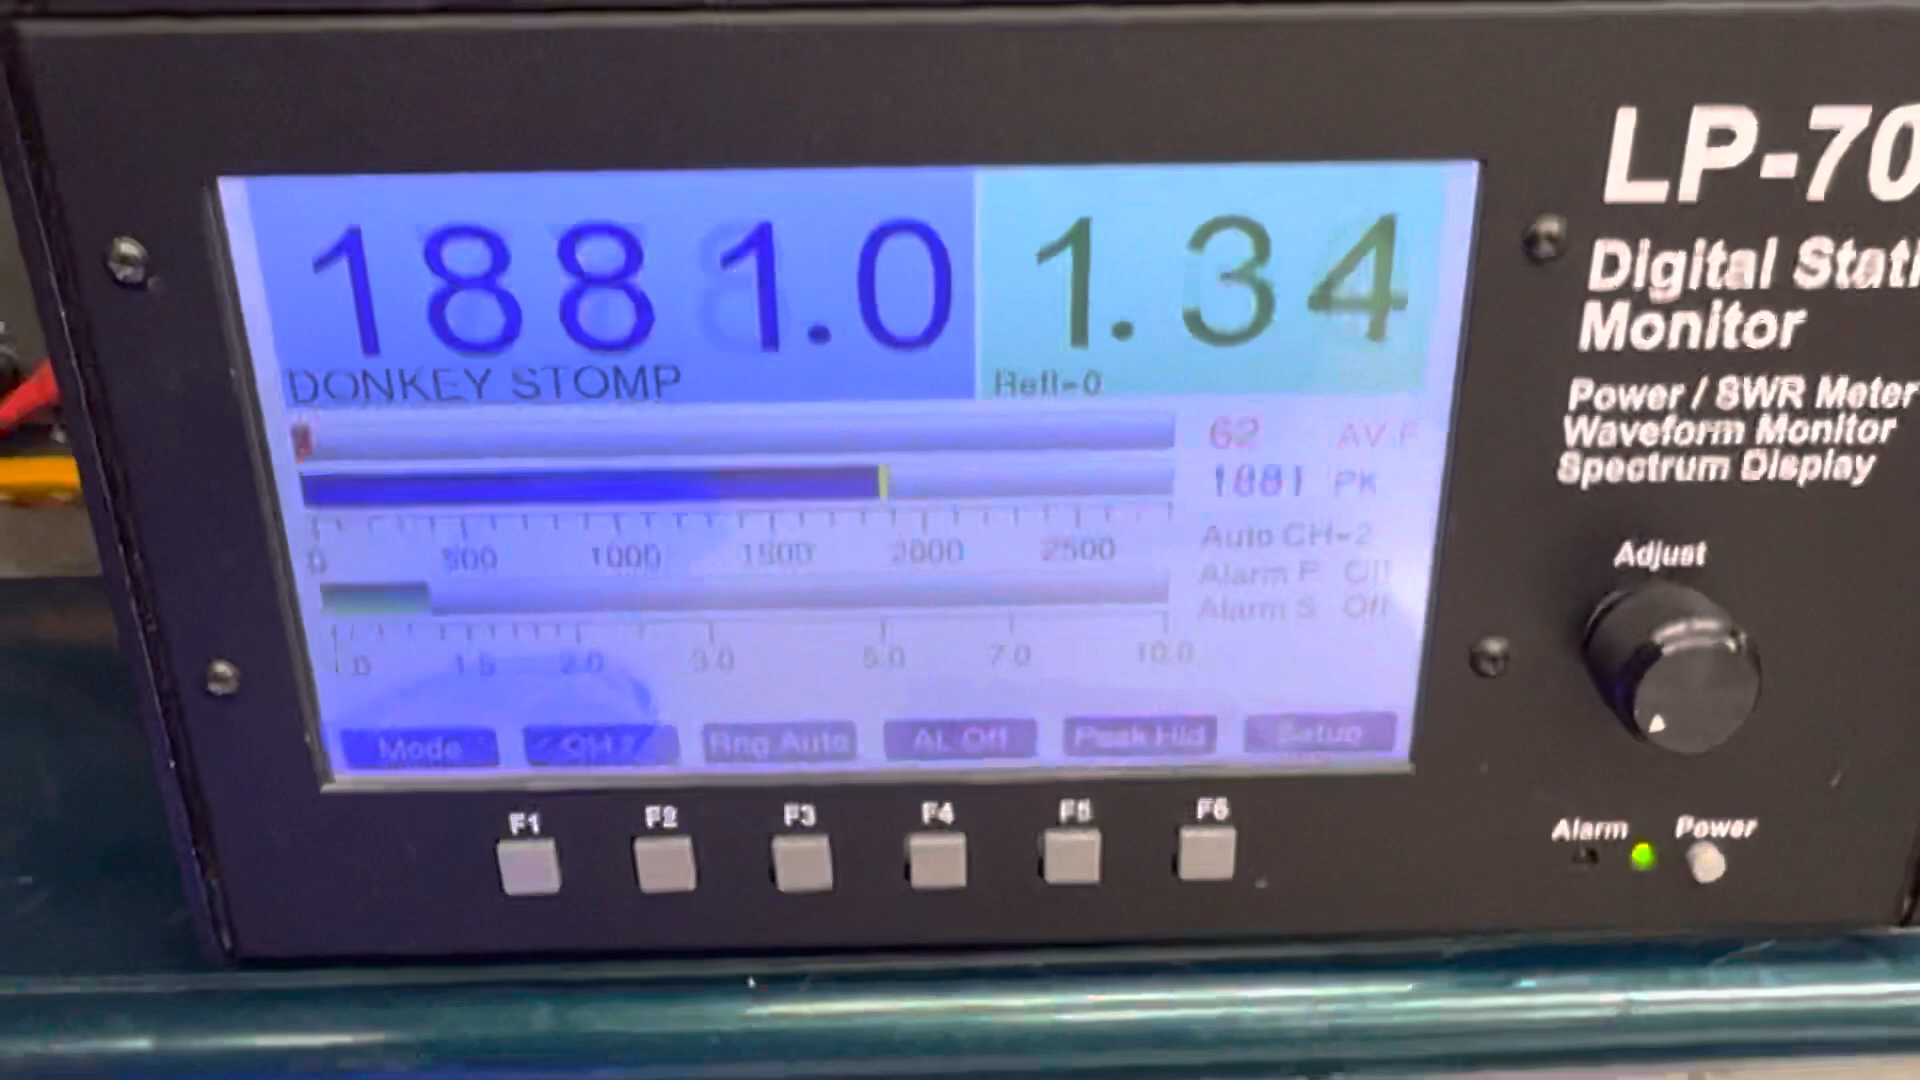 1881.0 1.34
DONKEY STOMP Refl-0
62 AV.F
1881 PK
0 500 1000 1500 2000 2500
Auto CH-2
Alarm P Off
Alarm S Off
1.5 2.0 3.0 5.0 7.0 10.0
Mode CH 2 Rng Auto AL Off Peak Hld Setup
F1 F2 F3 F4 F5 F6
LP-70
Digital Stati
Monitor
Power / SWR Meter
Waveform Monitor
Spectrum Display
Adjust
Alarm Power